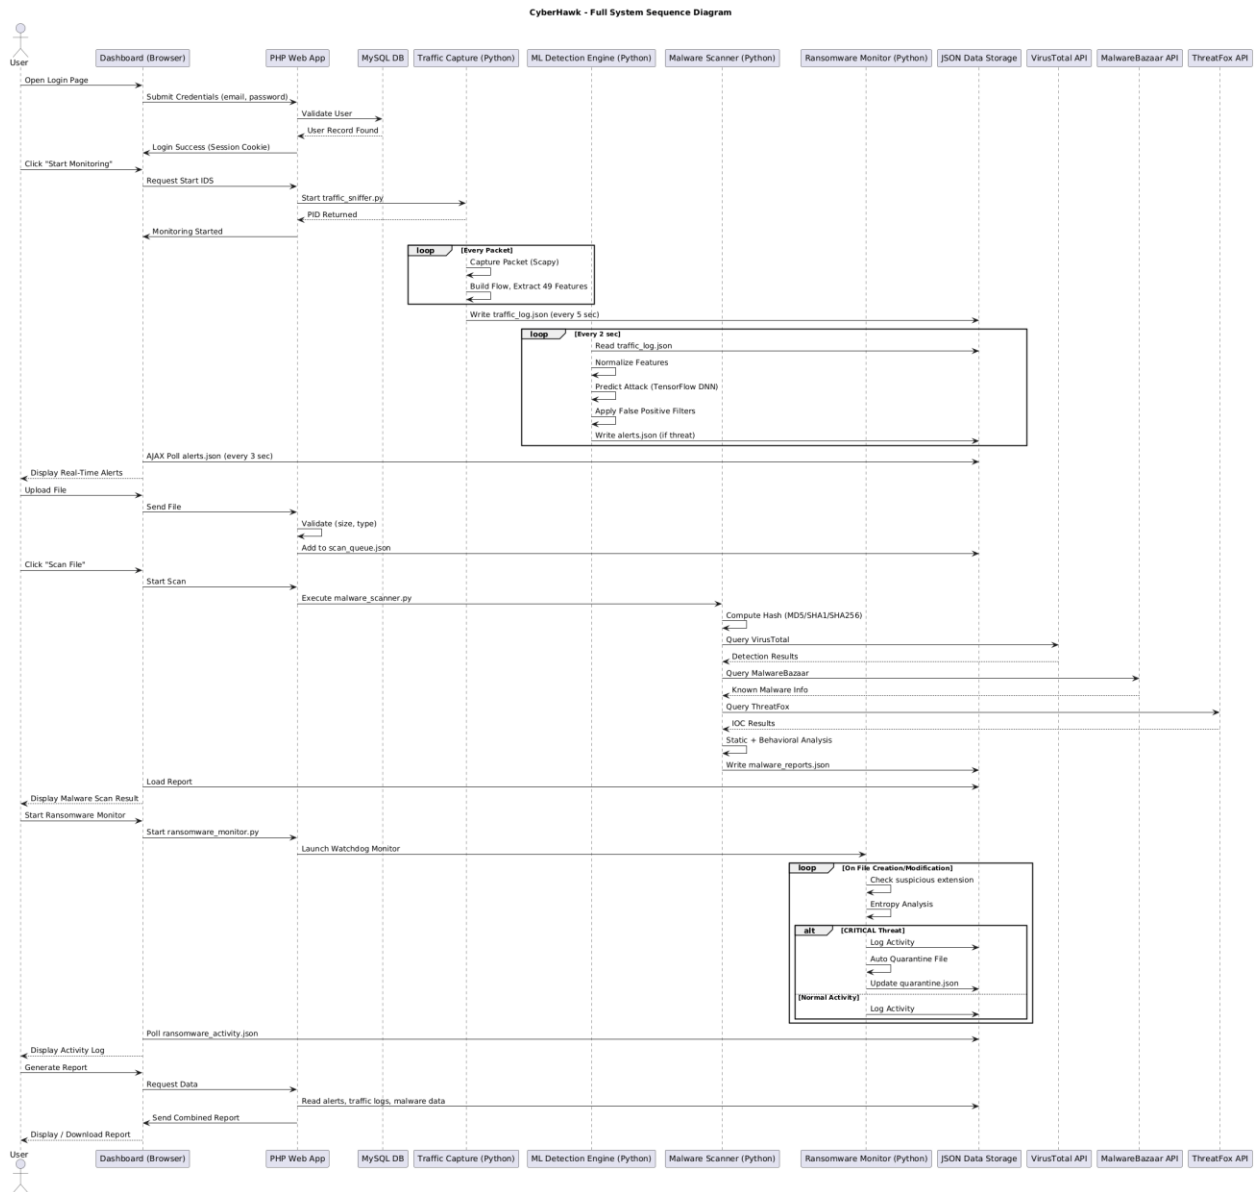 CyberHawk - Full System Sequence Diagram
User
Dashboard (Browser)
PHP Web App
MySQL DB
Traffic Capture (Python)
ML Detection Engine (Python)
Malware Scanner (Python)
Ransomware Monitor (Python)
JSON Data Storage
VirusTotal API
MalwareBazaar API
ThreatFox API
Open Login Page
Submit Credentials (email, password)
Validate User
User Record Found
Login Success (Session Cookie)
Click "Start Monitoring"
Request Start IDS
Start traffic_sniffer.py
PID Returned
Monitoring Started
loop [Every Packet]
Capture Packet (Scapy)
Build Flow, Extract 49 Features
Write traffic_log.json (every 5 sec)
loop [Every 2 sec]
Read traffic_log.json
Normalize Features
Predict Attack (TensorFlow DNN)
Apply False Positive Filters
Write alerts.json (if threat)
AJAX Poll alerts.json (every 3 sec)
Display Real-Time Alerts
Upload File
Send File
Validate (size, type)
Add to scan_queue.json
Click "Scan File"
Start Scan
Execute malware_scanner.py
Compute Hash (MD5/SHA1/SHA256)
Query VirusTotal
Detection Results
Query MalwareBazaar
Known Malware Info
Query ThreatFox
IOC Results
Static + Behavioral Analysis
Write malware_reports.json
Load Report
Display Malware Scan Result
Start Ransomware Monitor
Start ransomware_monitor.py
Launch Watchdog Monitor
loop [On File Creation/Modification]
Check suspicious extension
Entropy Analysis
alt [CRITICAL Threat]
Log Activity
Auto Quarantine File
Update quarantine.json
[Normal Activity]
Log Activity
Poll ransomware_activity.json
Display Activity Log
Generate Report
Request Data
Read alerts, traffic logs, malware data
Send Combined Report
Display / Download Report
User
Dashboard (Browser)
PHP Web App
MySQL DB
Traffic Capture (Python)
ML Detection Engine (Python)
Malware Scanner (Python)
Ransomware Monitor (Python)
JSON Data Storage
VirusTotal API
MalwareBazaar API
ThreatFox API